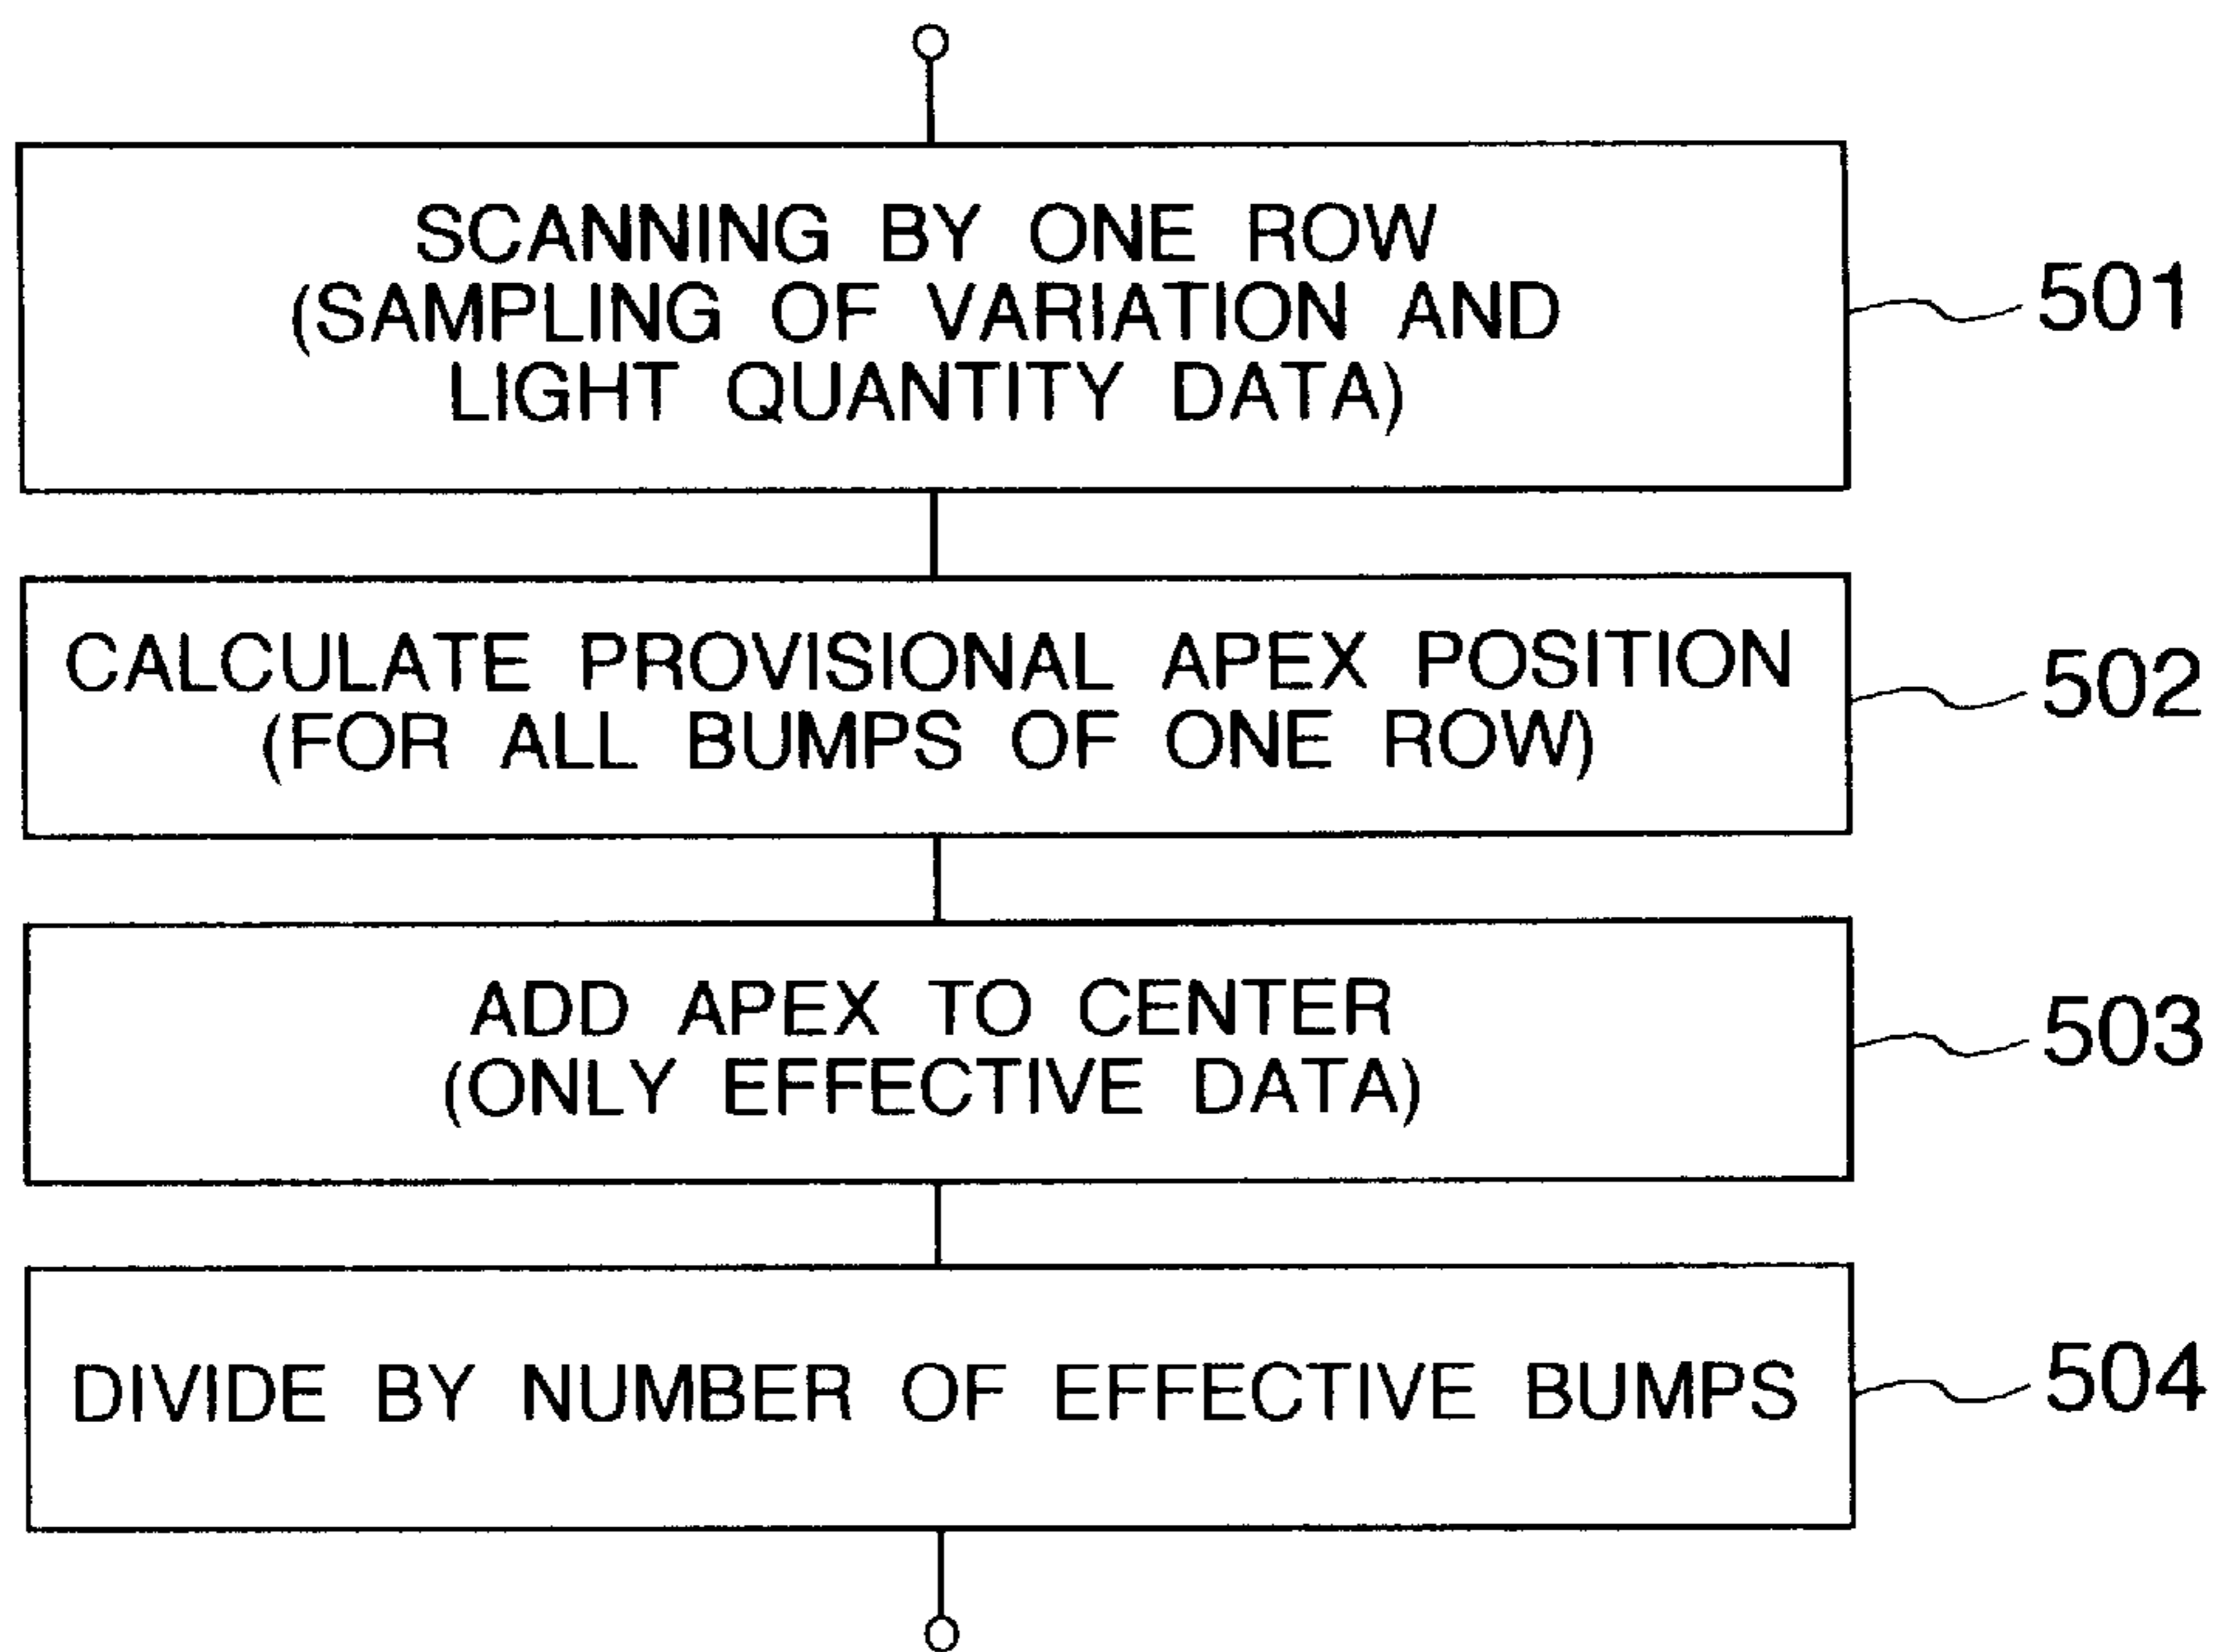 SCANNING BY ONE ROW
(SAMPLING OF VARIATION AND
LIGHT QUANTITY DATA)
501
CALCULATE PROVISIONAL APEX POSITION
(FOR ALL BUMPS OF ONE ROW)
502
ADD APEX TO CENTER
(ONLY EFFECTIVE DATA)
503
DIVIDE BY NUMBER OF EFFECTIVE BUMPS
504